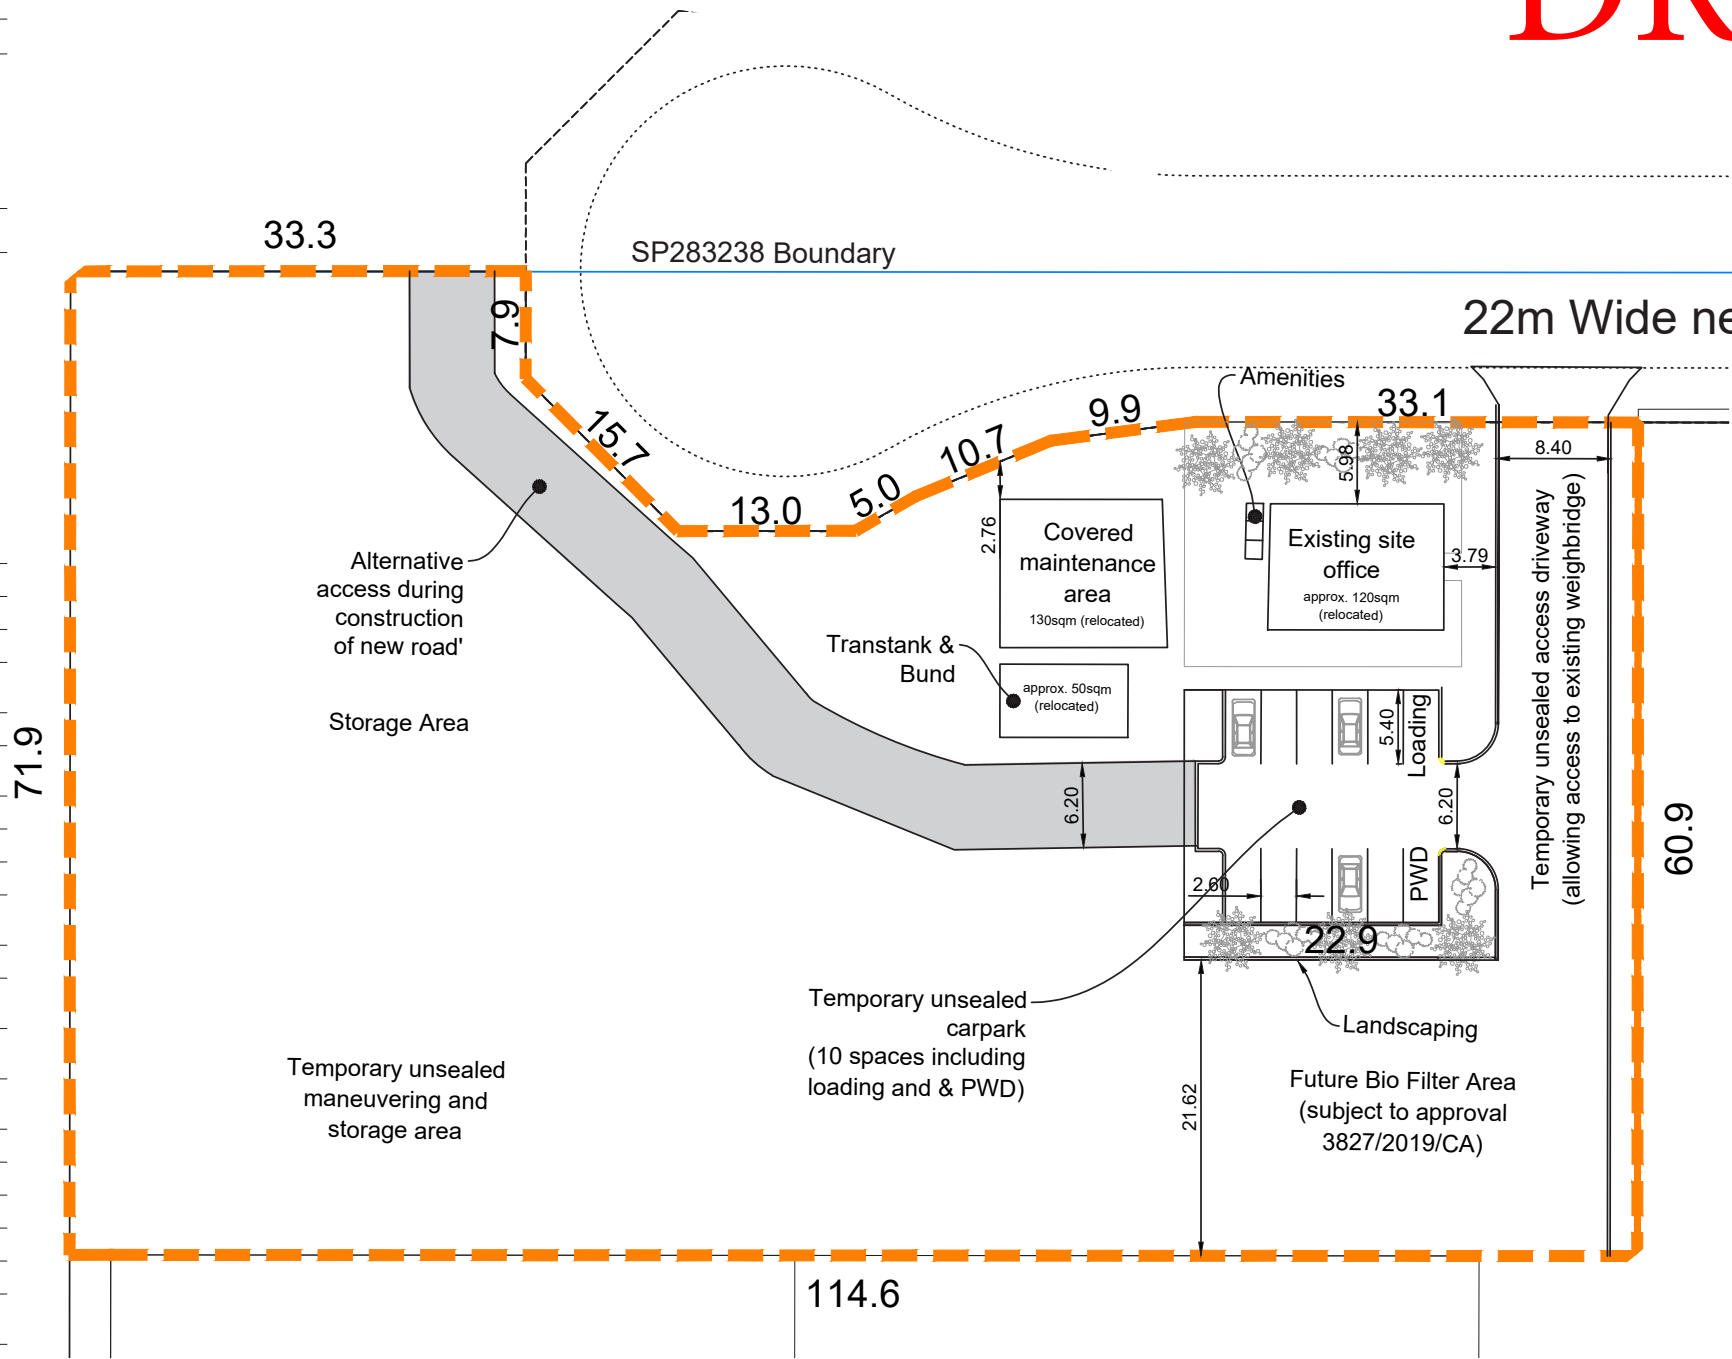 33.3
SP283238 Boundary
22m Wide
7.9
15.7
13.0
5.0
10.7
9.9
Amenities
33.1
5.98
8.40
2.76
Covered
maintenance
area
130sqm (relocated)
Existing site
office
approx. 120sqm
(relocated)
3.79
Temporary unsealed access driveway
(allowing access to existing weighbridge)
Alternative
access during
construction
of new road'
Transtank &
Bund
approx. 50sqm
(relocated)
Storage Area
71.9
5.40
Loading
6.20
6.20
60.9
2.60
PWD
22.9
Temporary unsealed
carpark
(10 spaces including
loading and & PWD)
Landscaping
Temporary unsealed
maneuvering and
storage area
21.62
Future Bio Filter Area
(subject to approval
3827/2019/CA)
114.6